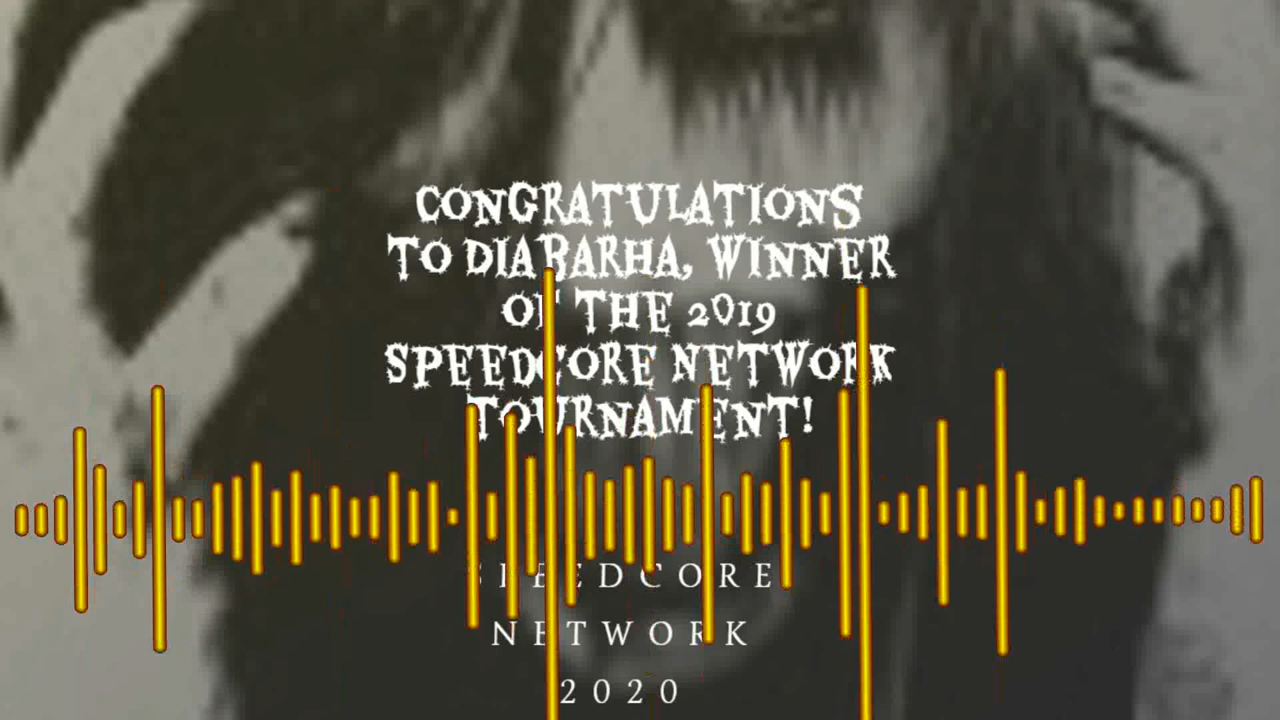 CONGRATULATIONS
TO DIABARHA, WINNER
OF THE 2019
SPEEDCORE NETWORK
TOURNAMENT!
SPEEDCORE
NETWORK
2020